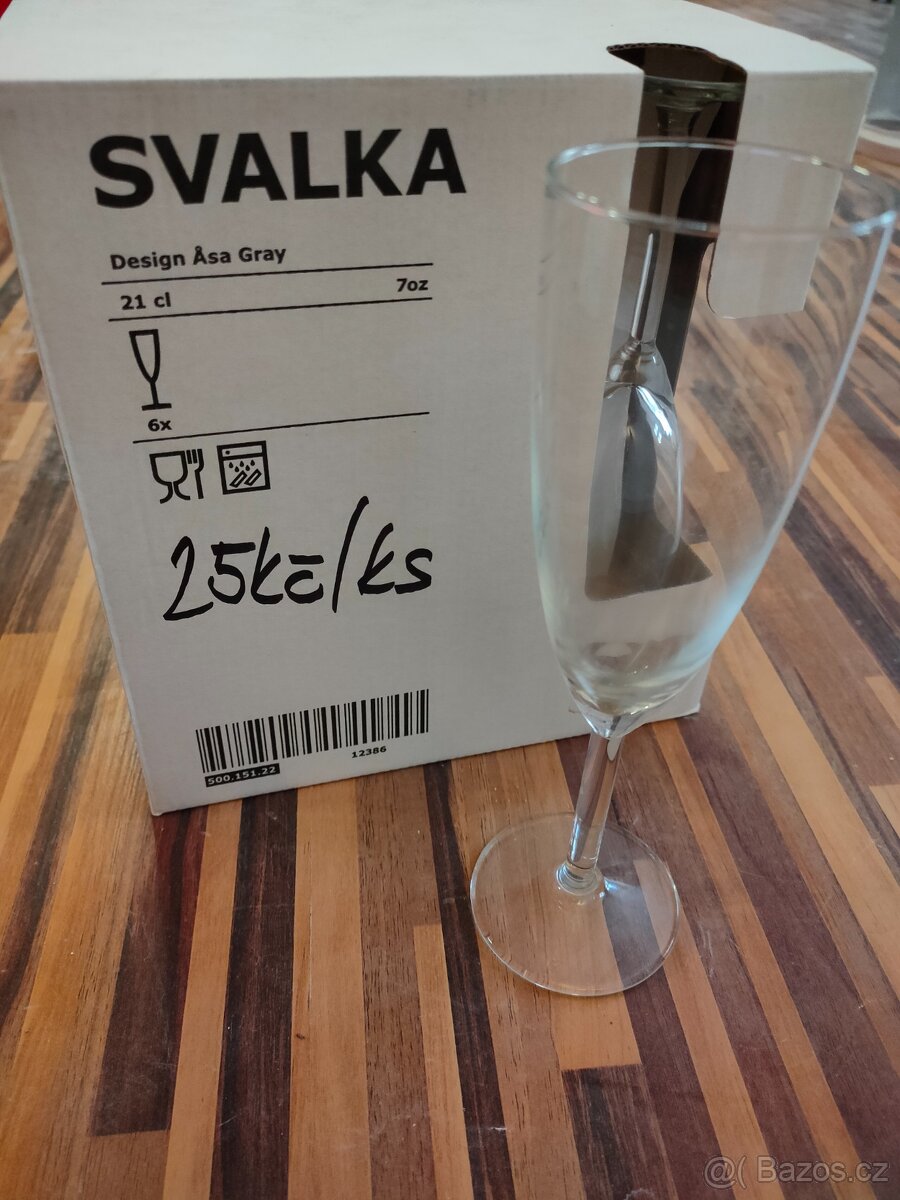 SVALKA
Design Åsa Gray
21 cl 7oz
6x
25kč/ks
12386
500.151.22
@( Bazos.cz